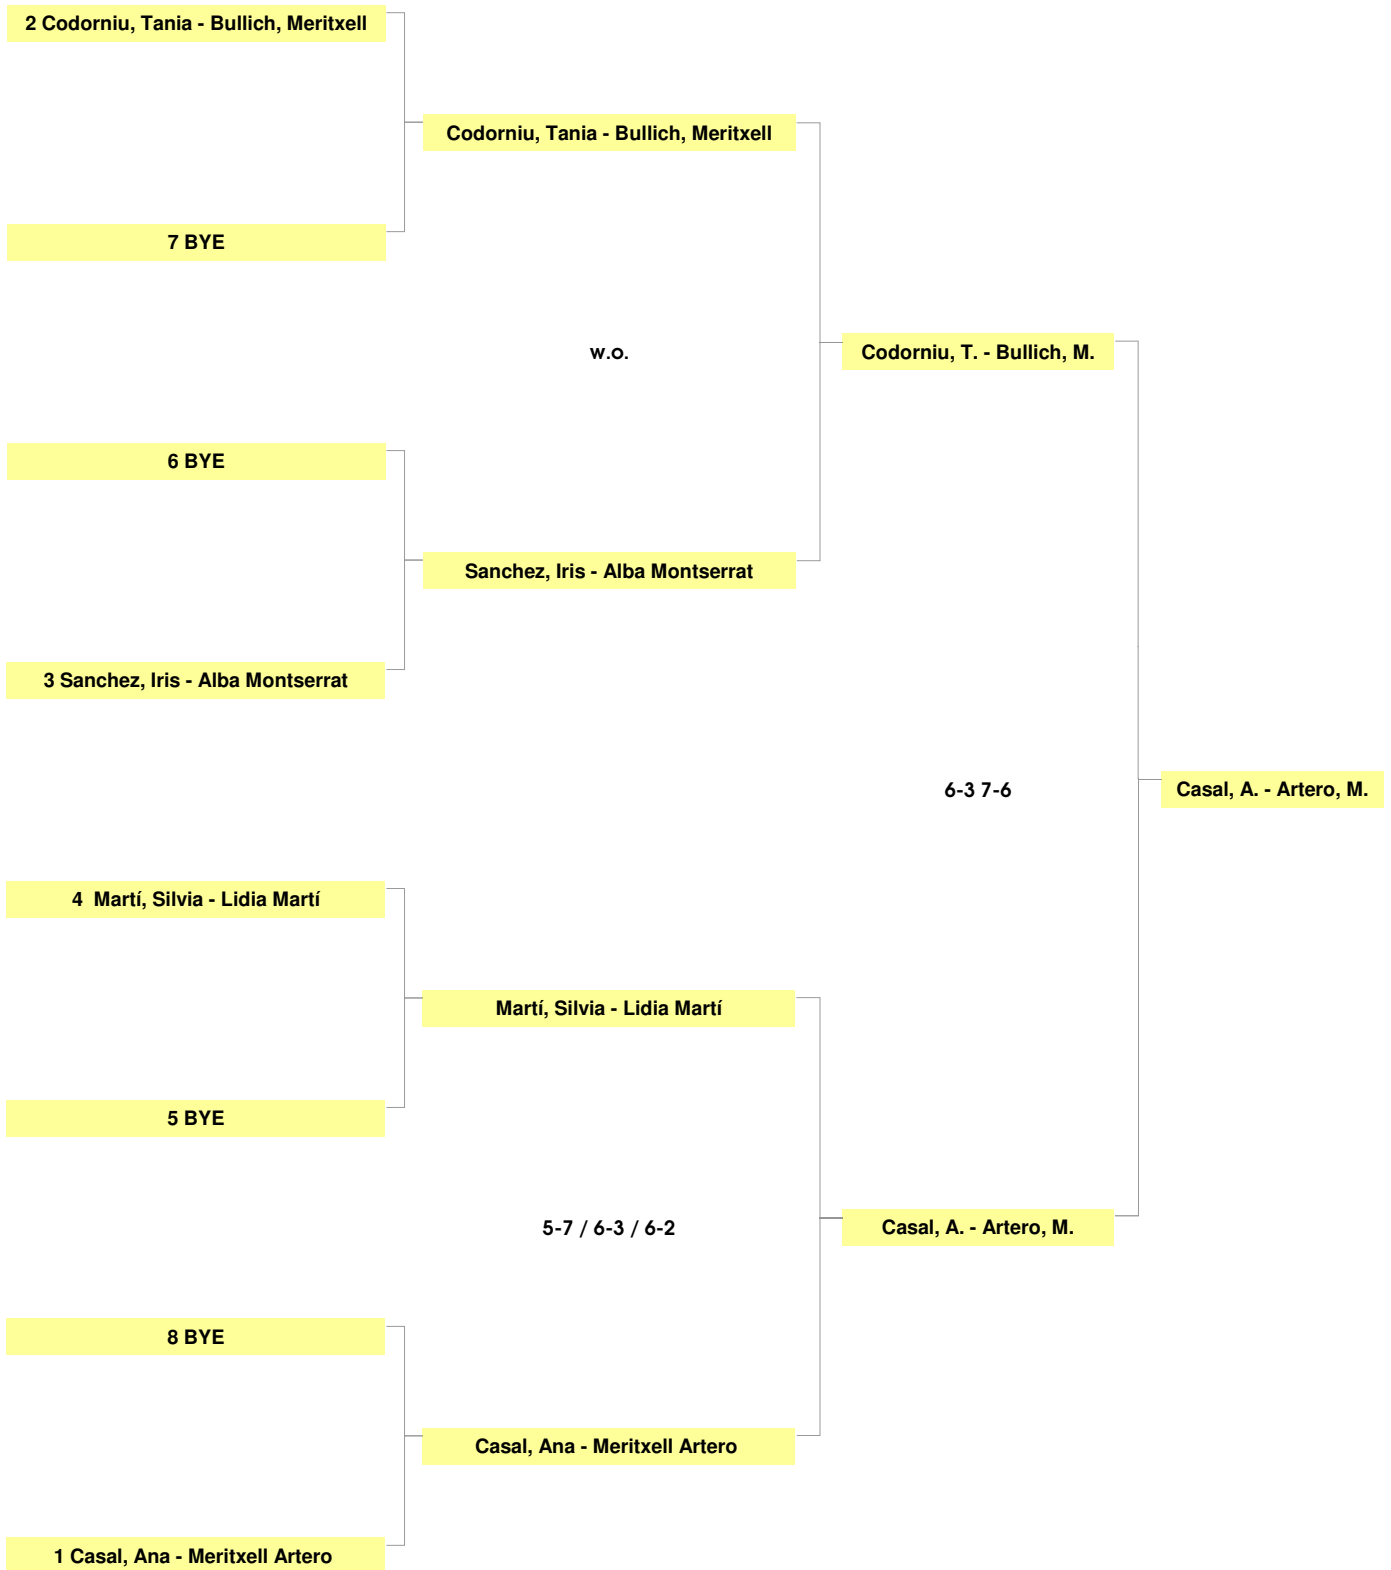 2 Codorniu, Tania - Bullich, Meritxell
Codorniu, Tania - Bullich, Meritxell
7 BYE
w.o.
Codorniu, T. - Bullich, M.
6 BYE
Sanchez, Iris - Alba Montserrat
3 Sanchez, Iris - Alba Montserrat
6-3 7-6
Casal, A. - Artero, M.
4 Martí, Silvia - Lidia Martí
Martí, Silvia - Lidia Martí
5 BYE
5-7 / 6-3 / 6-2
Casal, A. - Artero, M.
8 BYE
Casal, Ana - Meritxell Artero
1 Casal, Ana - Meritxell Artero